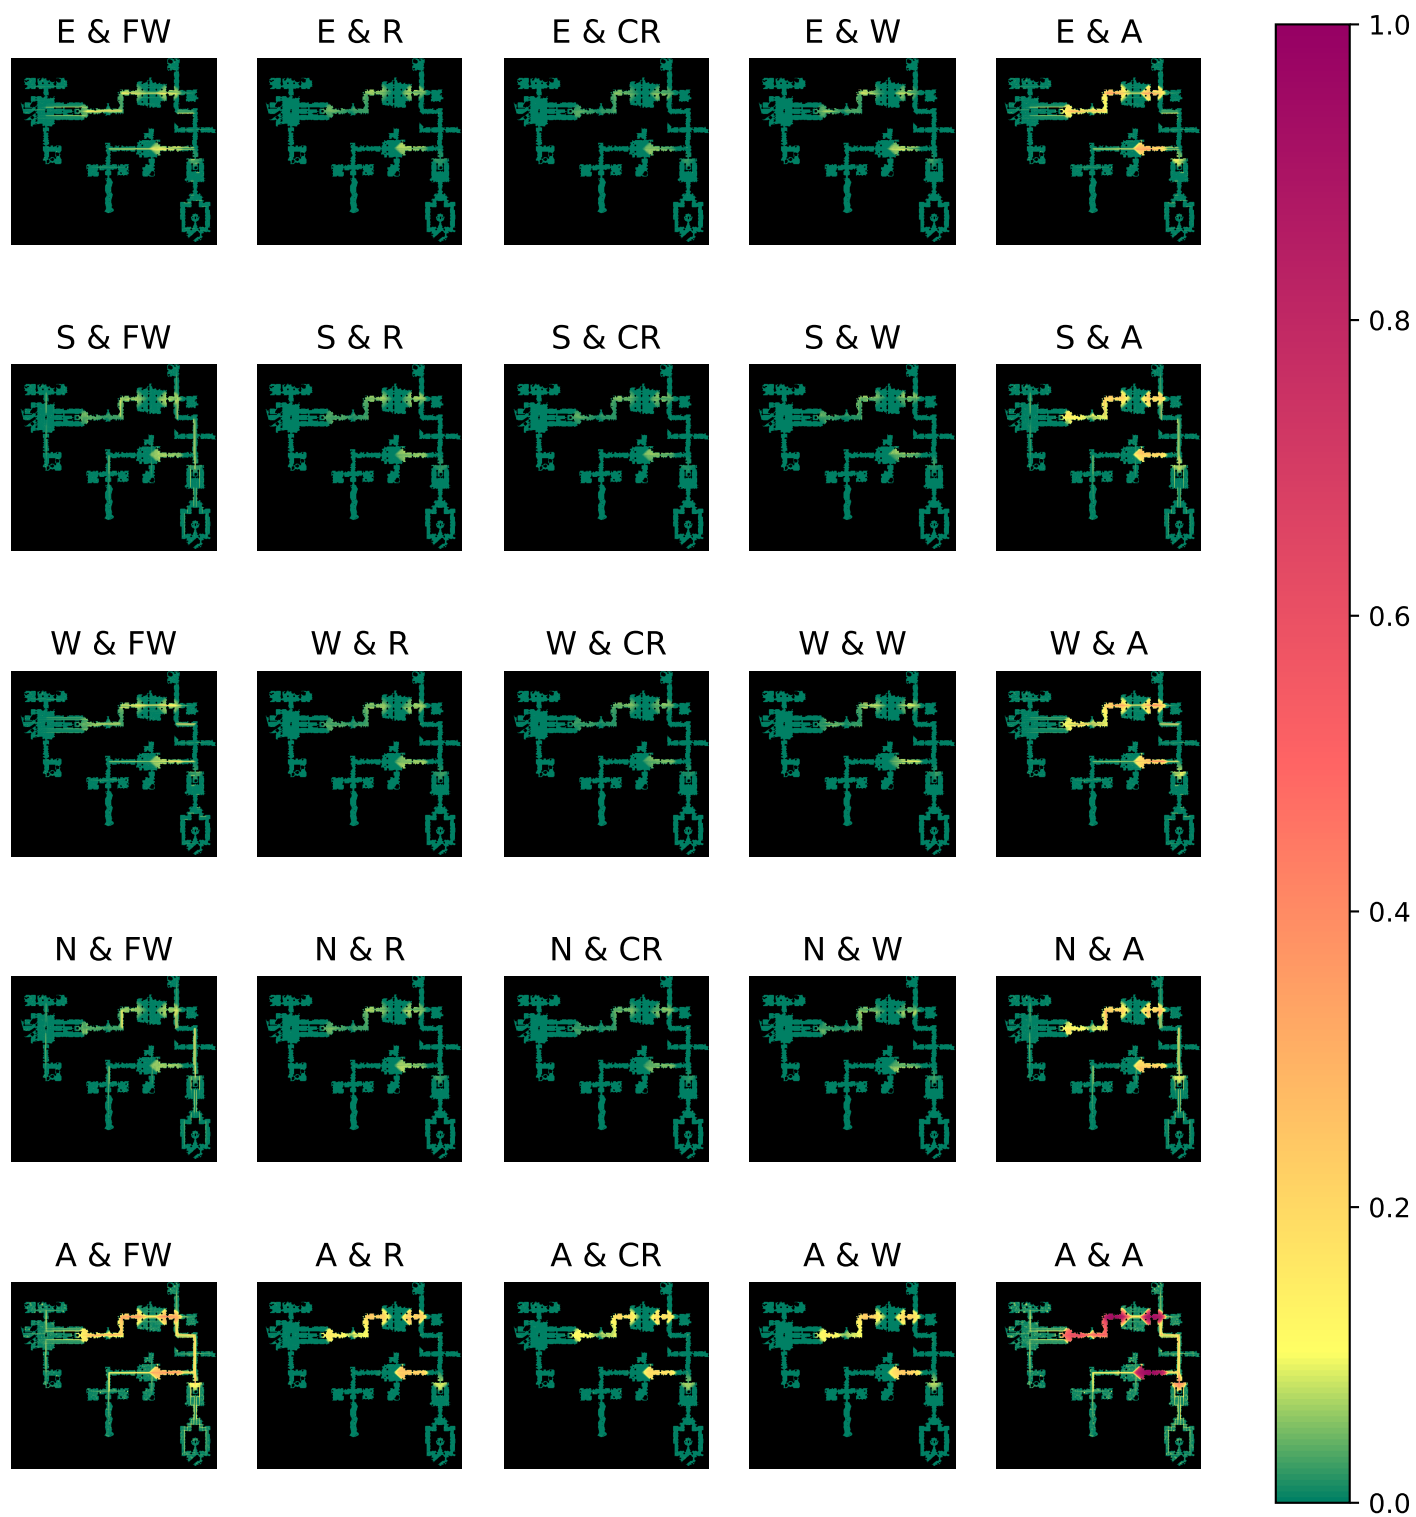 E & FW
E & R
E & CR
E & W
E & A
S & FW
S & R
S & CR
S & W
S & A
W & FW
W & R
W & CR
W & W
W & A
N & FW
N & R
N & CR
N & W
N & A
A & FW
A & R
A & CR
A & W
A & A
1.0
0.8
0.6
0.4
0.2
0.0